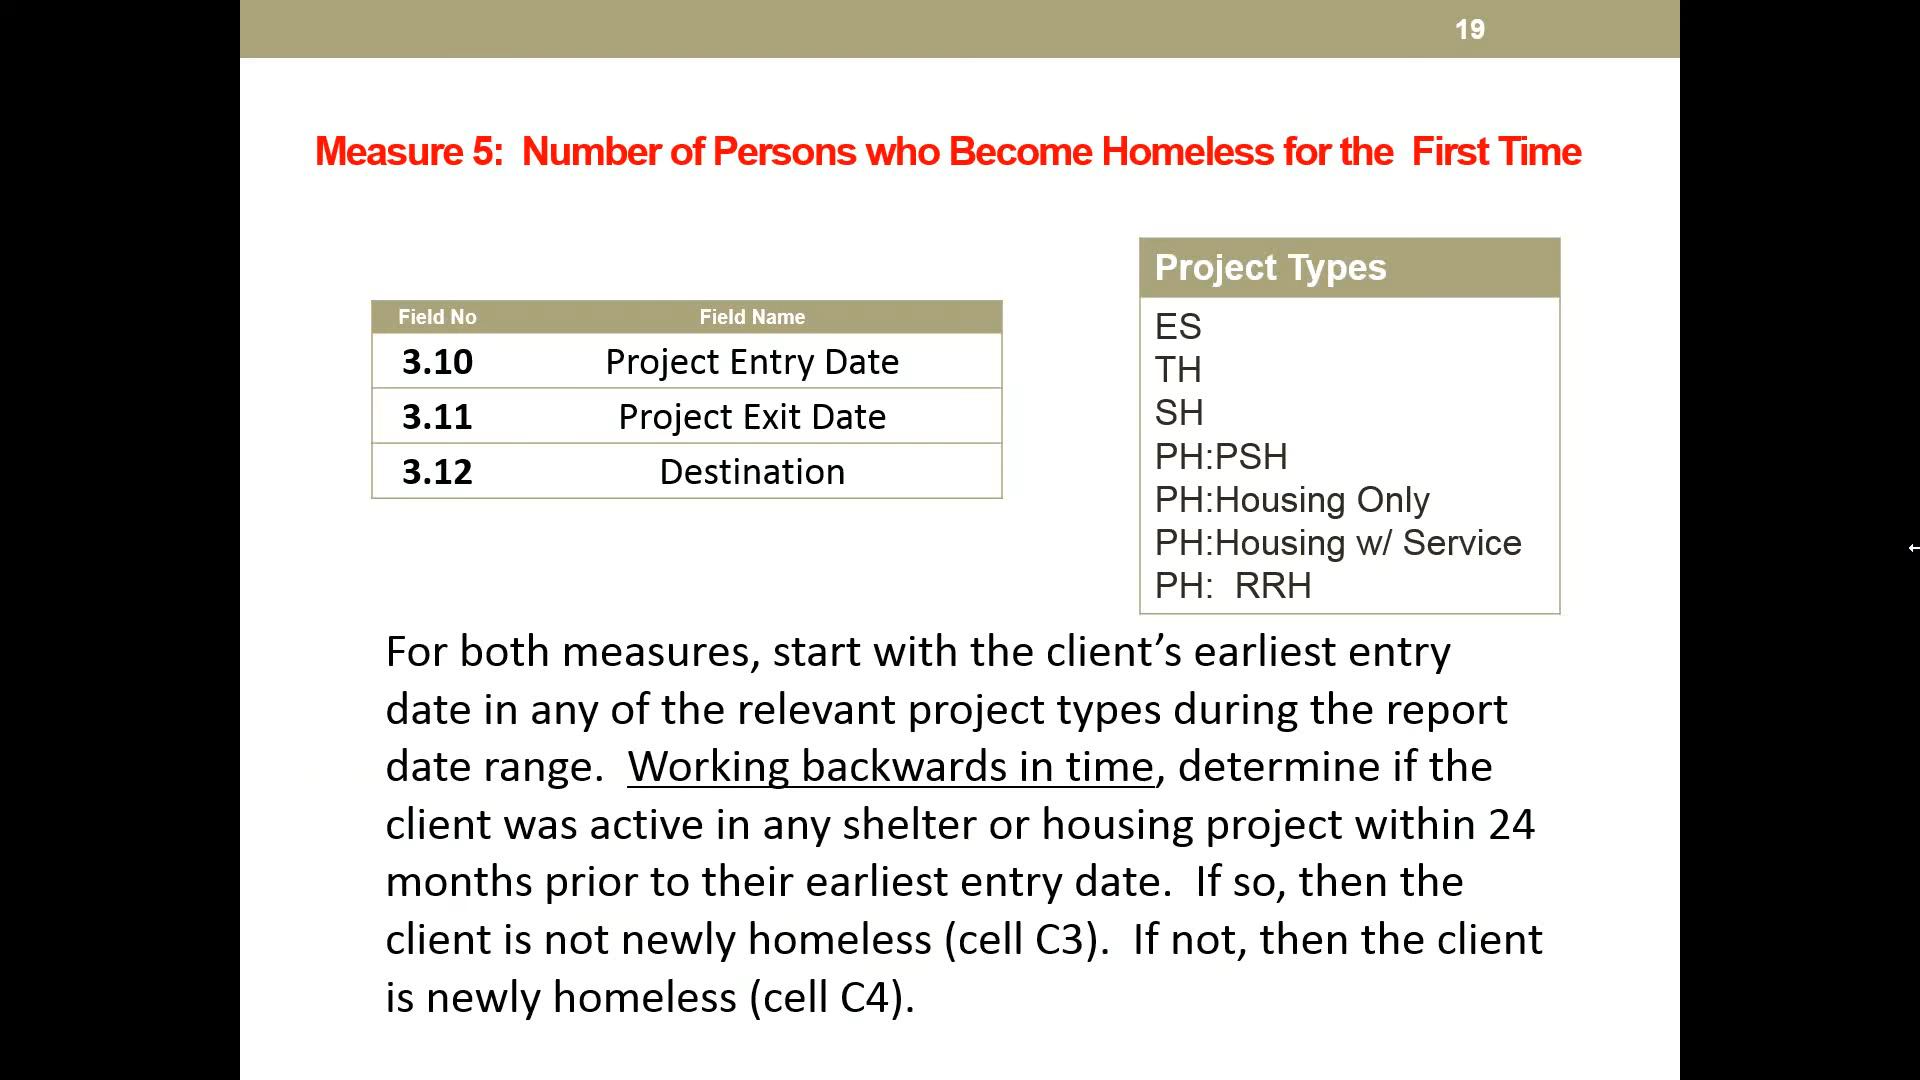 19
Measure 5:  Number of Persons who Become Homeless for the  First Time
Field No Field Name
3.10 Project Entry Date
3.11 Project Exit Date
3.12 Destination
Project Types
ES
TH
SH
PH:PSH
PH:Housing Only
PH:Housing w/ Service
PH:  RRH
For both measures, start with the client’s earliest entry
date in any of the relevant project types during the report
date range.  Working backwards in time, determine if the
client was active in any shelter or housing project within 24
months prior to their earliest entry date.  If so, then the
client is not newly homeless (cell C3).  If not, then the client
is newly homeless (cell C4).